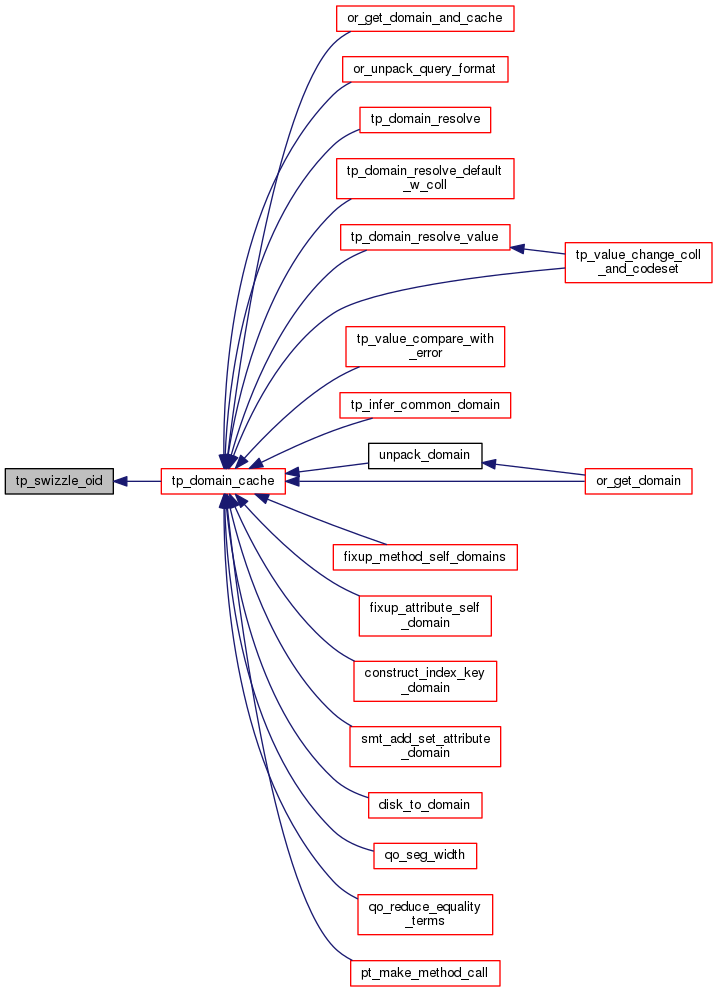 or_get_domain_and_cache
or_unpack_query_format
tp_domain_resolve
tp_domain_resolve_default
_w_coll
tp_domain_resolve_value
tp_value_change_coll
_and_codeset
tp_value_compare_with
_error
tp_infer_common_domain
unpack_domain
tp_swizzle_oid
tp_domain_cache
or_get_domain
fixup_method_self_domains
fixup_attribute_self
_domain
construct_index_key
_domain
smt_add_set_attribute
_domain
disk_to_domain
qo_seg_width
qo_reduce_equality
_terms
pt_make_method_call